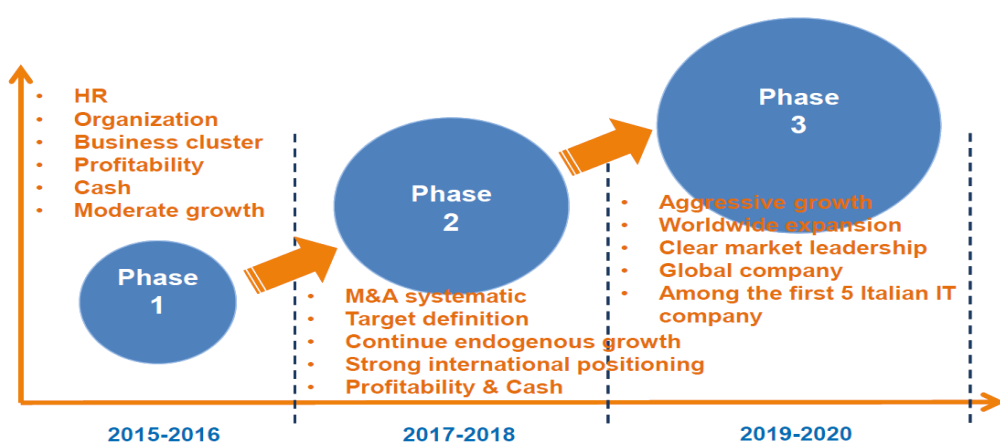 • HR
• Organization
• Business cluster
• Profitability
• Cash
• Moderate growth
Phase
1
2015-2016
Phase
2
• M&A systematic
• Target definition
• Continue endogenous growth
• Strong international positioning
• Profitability & Cash
2017-2018
Phase
3
• Aggressive growth
• Worldwide expansion
• Clear market leadership
• Global company
• Among the first 5 Italian IT
company
2019-2020